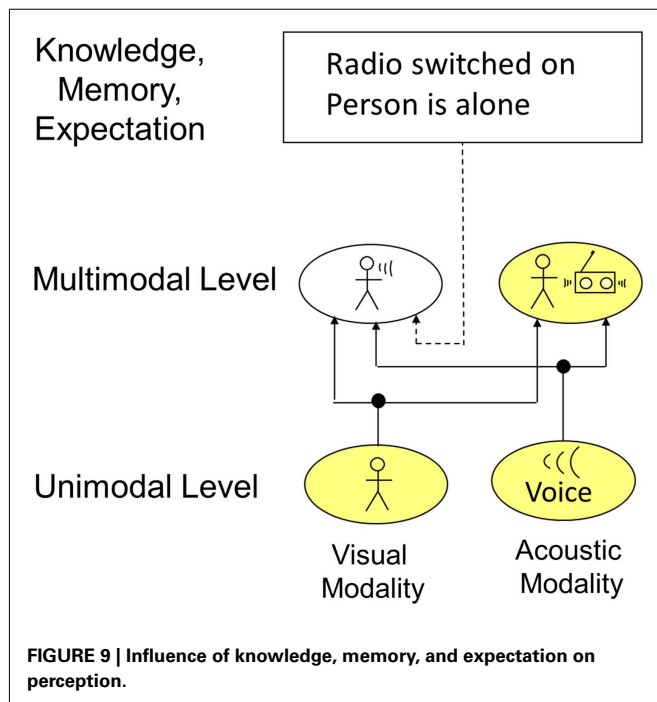 Knowledge,
Memory,
Expectation
Radio switched on
Person is alone
Multimodal Level
Unimodal Level
Voice
Visual
Modality
Acoustic
Modality
FIGURE 9 | Influence of knowledge, memory, and expectation on
perception.